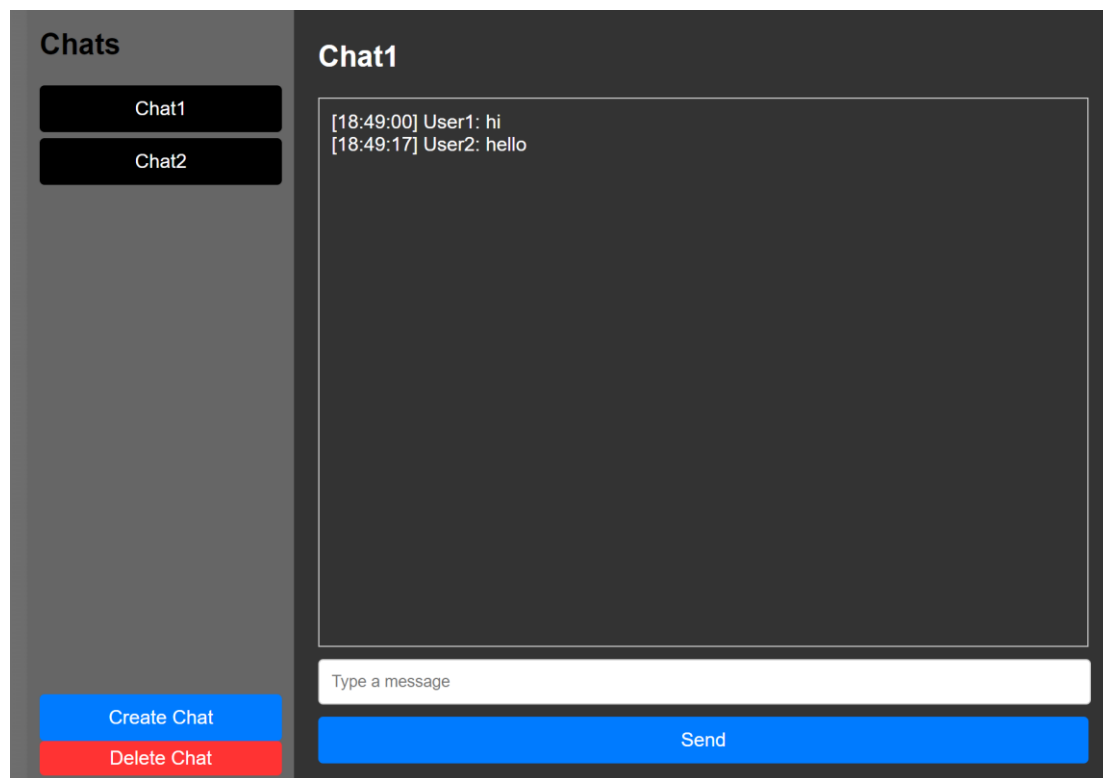 Chats
Chat1
Chat2
Create Chat
Delete Chat
Chat1
[18:49:00] User1: hi
[18:49:17] User2: hello
Type a message
Send